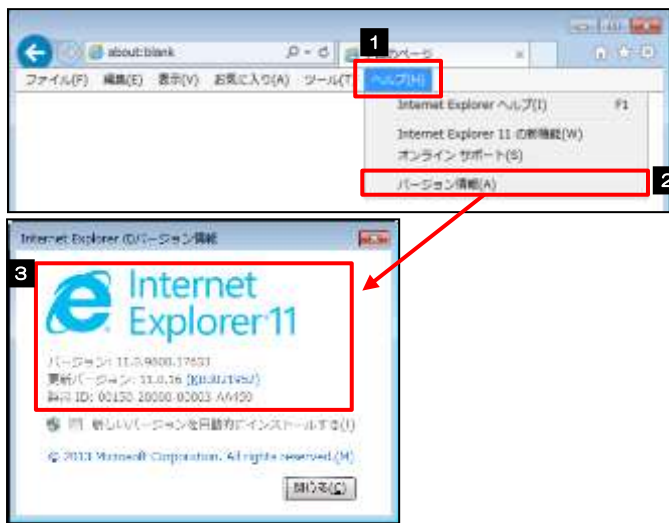 1
about:blank
ファイル(F) 編集(E) 表示(V) お気に入り(A) ツール(T) ヘルプ(H)
Internet Explorer ヘルプ(I) F1
Internet Explorer 11 の新機能(W)
オンライン サポート(S)
バージョン情報(A)
2
Internet Explorer のバージョン情報
3
Internet
Explorer 11
バージョン: 11.0.9600.17633
更新バージョン: 11.0.16 (KB3021952)
製品 ID: 00150-20000-00003-AA459
新しいバージョンを自動的にインストールする(I)
© 2013 Microsoft Corporation. All rights reserved.(M)
閉じる(C)